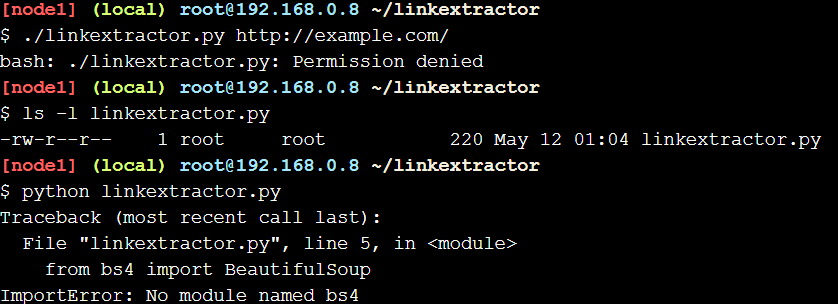 [node1] (local) root@192.168.0.8 ~/linkextractor
$ ./linkextractor.py http://example.com/
bash: ./linkextractor.py: Permission denied
[node1] (local) root@192.168.0.8 ~/linkextractor
$ ls -l linkextractor.py
-rw-r--r--    1 root     root           220 May 12 01:04 linkextractor.py
[node1] (local) root@192.168.0.8 ~/linkextractor
$ python linkextractor.py
Traceback (most recent call last):
  File "linkextractor.py", line 5, in <module>
    from bs4 import BeautifulSoup
ImportError: No module named bs4